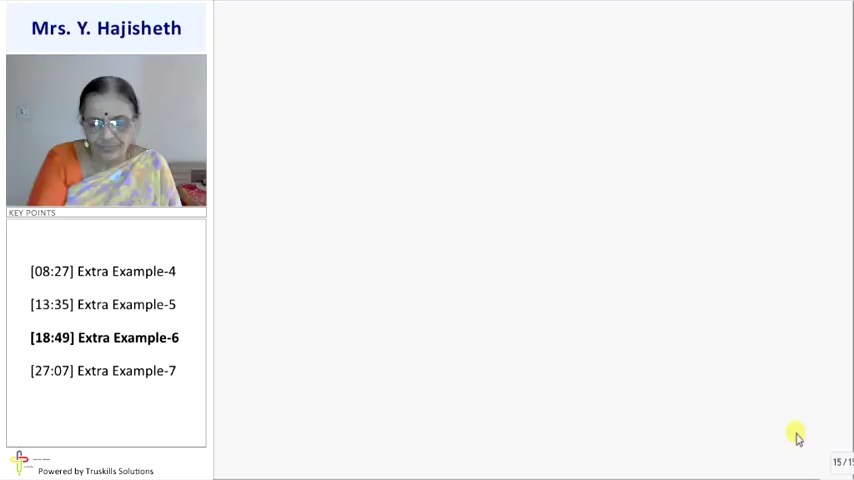 Mrs. Y. Hajisheth
KEY POINTS
[08:27] Extra Example-4
[13:35] Extra Example-5
[18:49] Extra Example-6
[27:07] Extra Example-7
Powered by Truskills Solutions
15/15